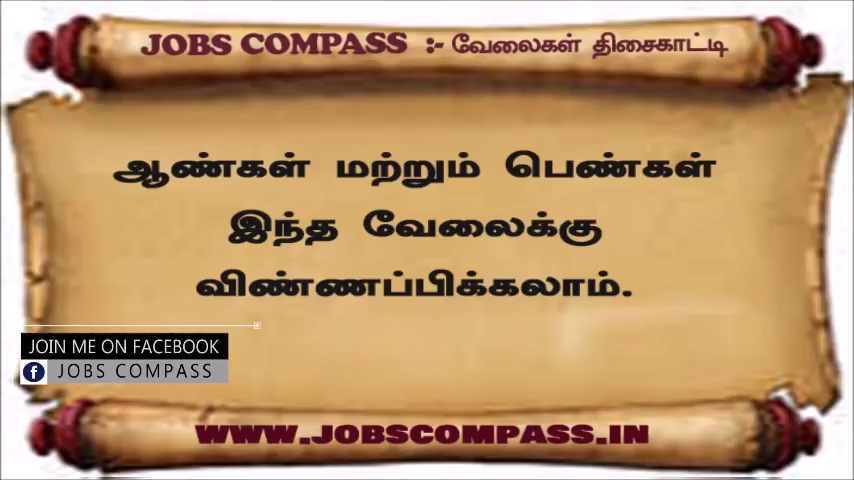 JOBS COMPASS :- வேலைகள் திசைகாட்டி
ஆண்கள் மற்றும் பெண்கள்
இந்த வேலைக்கு
விண்ணப்பிக்கலாம்.
JOIN ME ON FACEBOOK
f JOBS COMPASS
WWW.JOBSCOMPASS.IN